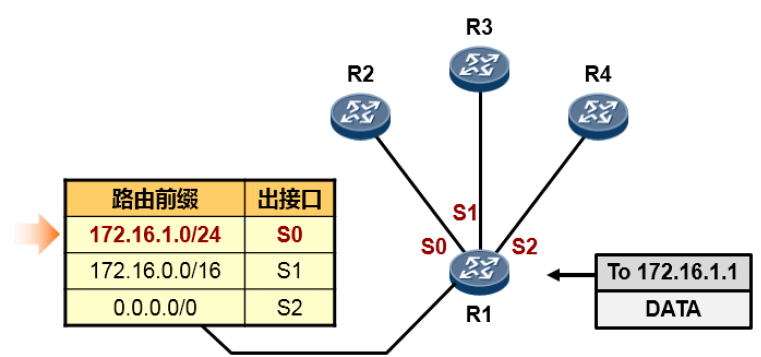 R3
R2
R4
路由前缀 出接口
172.16.1.0/24 S0
172.16.0.0/16 S1
0.0.0.0/0 S2
S1
S0
S2
R1
To 172.16.1.1
DATA